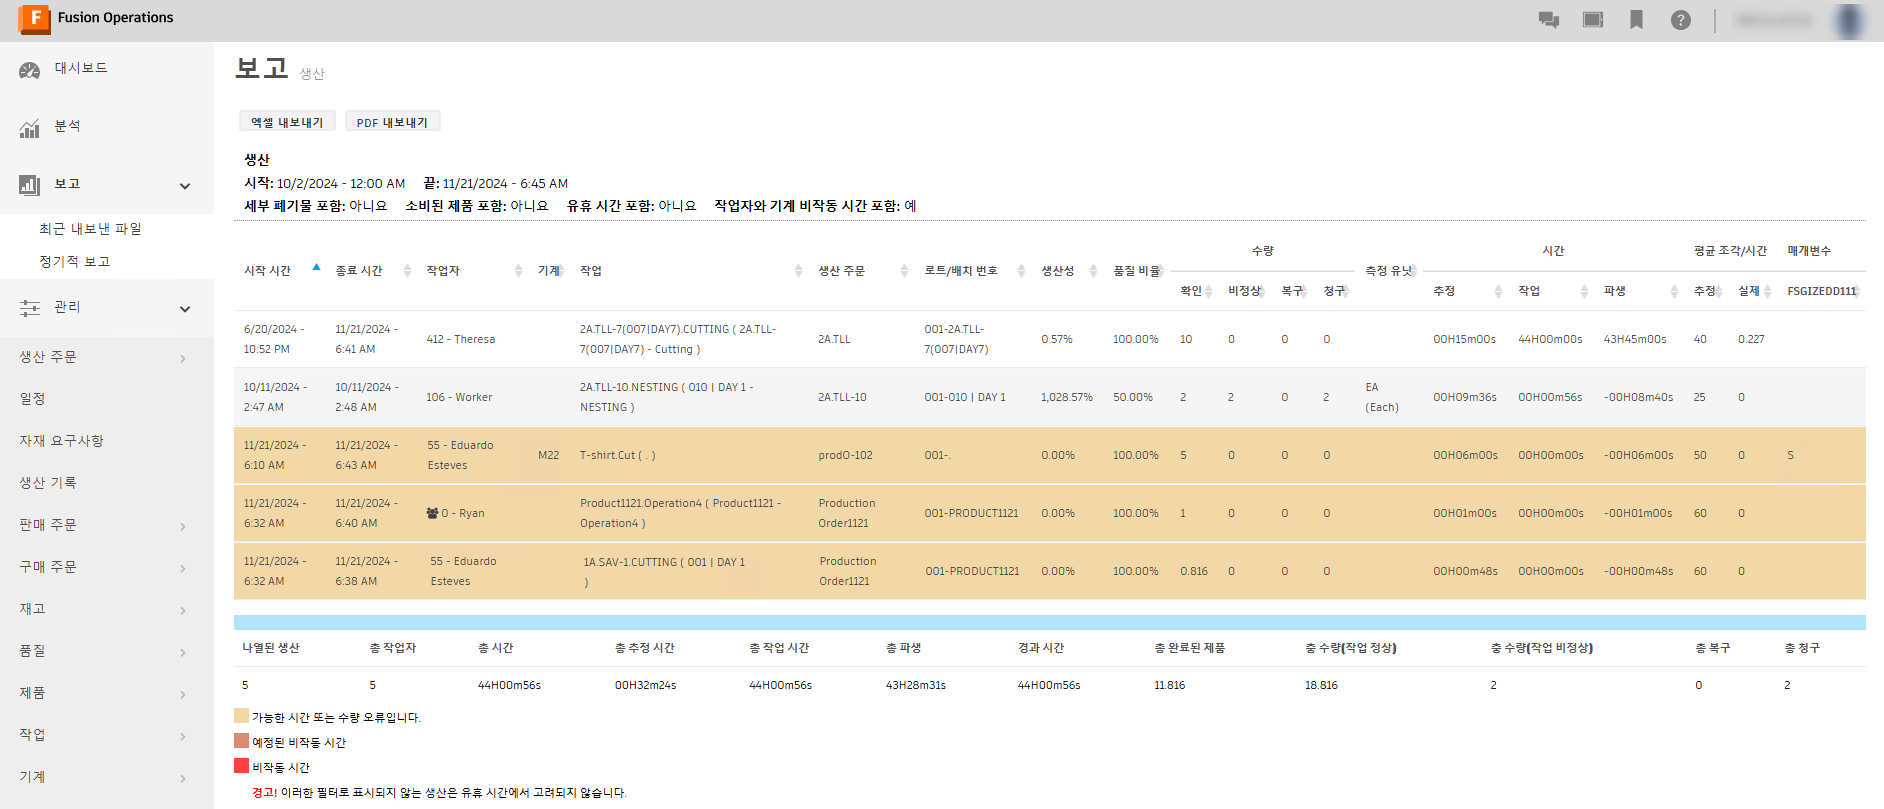 Fusion Operations
대시보드
분석
보고
최근 내보낸 파일
정기적 보고
관리
생산 주문
일정
자재 요구사항
생산 기록
판매 주문
구매 주문
재고
품질
제품
작업
기계
보고 생산
엑셀 내보내기 PDF 내보내기
생산
시작: 10/2/2024 - 12:00 AM 끝: 11/21/2024 - 6:45 AM
세부 폐기물 포함: 아니요 소비된 제품 포함: 아니요 유휴 시간 포함: 아니요 작업자와 기계 비작동 시간 포함: 예
수량 시간 평균 조각/시간 매개변수
시작 시간 종료 시간 작업자 기계 작업 생산 주문 로트/배치 번호 생산성 품질 비율 측정 유닛
확인 비정상 복구 청구 추정 작업 파생 추정 실제 FSGIZEDD111
6/20/2024 - 11/21/2024 - 2A.TLL-7(007|DAY7).CUTTING ( 2A.TLL- 001-2A.TLL-
412 - Theresa 2A.TLL 0.57% 100.00% 10 0 0 0 00H15m00s 44H00m00s 43H45m00s 40 0.227
10:52 PM 6:41 AM 7(007|DAY7) - Cutting ) 7(007|DAY7)
10/11/2024 - 10/11/2024 - 2A.TLL-10.NESTING ( 010 | DAY 1 - EA
106 - Worker 2A.TLL-10 001-010 | DAY 1 1,028.57% 50.00% 2 2 0 2 00H09m36s 00H00m56s -00H08m40s 25 0
2:47 AM 2:48 AM NESTING ) (Each)
11/21/2024 - 11/21/2024 - 55 - Eduardo
M22 T-shirt.Cut ( . ) prodO-102 001-. 0.00% 100.00% 5 0 0 0 00H06m00s 00H00m00s -00H06m00s 50 0 S
6:10 AM 6:43 AM Esteves
11/21/2024 - 11/21/2024 - Product1121.Operation4 ( Product1121 - Production
0 - Ryan 001-PRODUCT1121 0.00% 100.00% 1 0 0 0 00H01m00s 00H00m00s -00H01m00s 60 0
6:32 AM 6:40 AM Operation4 ) Order1121
11/21/2024 - 11/21/2024 - 55 - Eduardo 1A.SAV-1.CUTTING ( 001 | DAY 1 Production
001-PRODUCT1121 0.00% 100.00% 0.816 0 0 0 00H00m48s 00H00m00s -00H00m48s 60 0
6:32 AM 6:38 AM Esteves ) Order1121
나열된 생산 총 작업자 총 시간 총 추정 시간 총 작업 시간 총 파생 경과 시간 총 완료된 제품 총 수량(작업 정상) 총 수량(작업 비정상) 총 복구 총 청구
5 5 44H00m56s 00H32m24s 44H00m56s 43H28m31s 44H00m56s 11.816 18.816 2 0 2
가능한 시간 또는 수량 오류입니다.
예정된 비작동 시간
비작동 시간
경고! 이러한 필터로 표시되지 않는 생산은 유휴 시간에서 고려되지 않습니다.